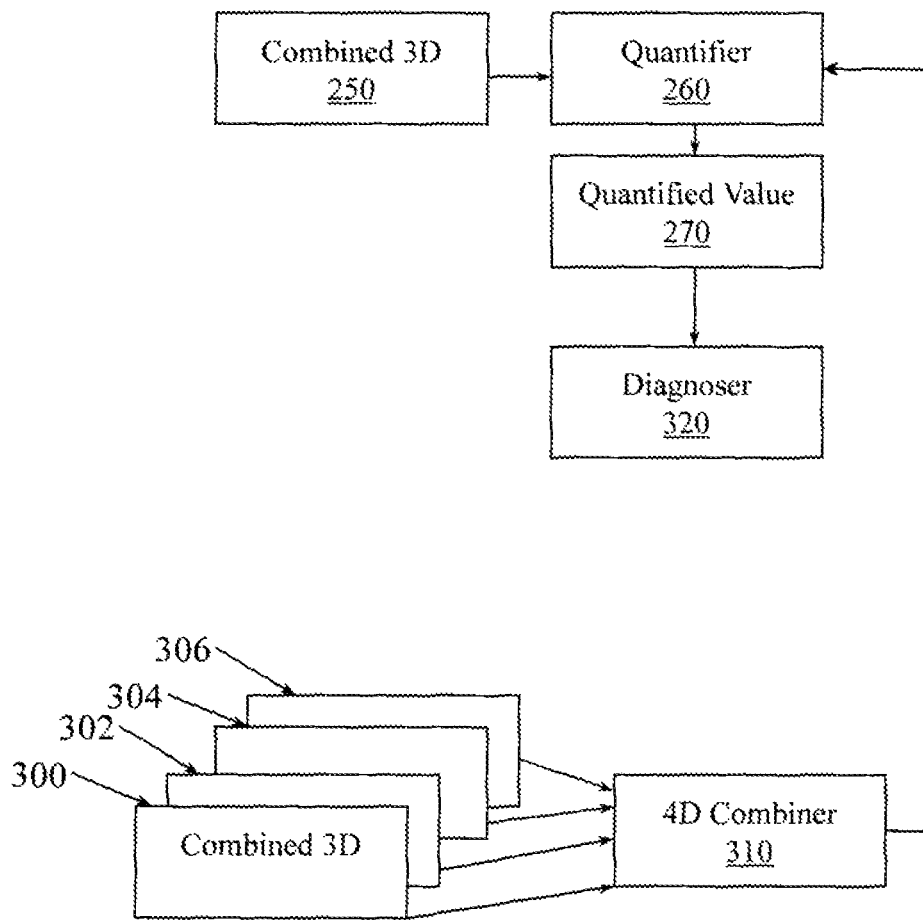 Combined 3D
250
Quantifier
260
Quantified Value
270
Diagnoser
320
306
304
302
300
Combined 3D
4D Combiner
310